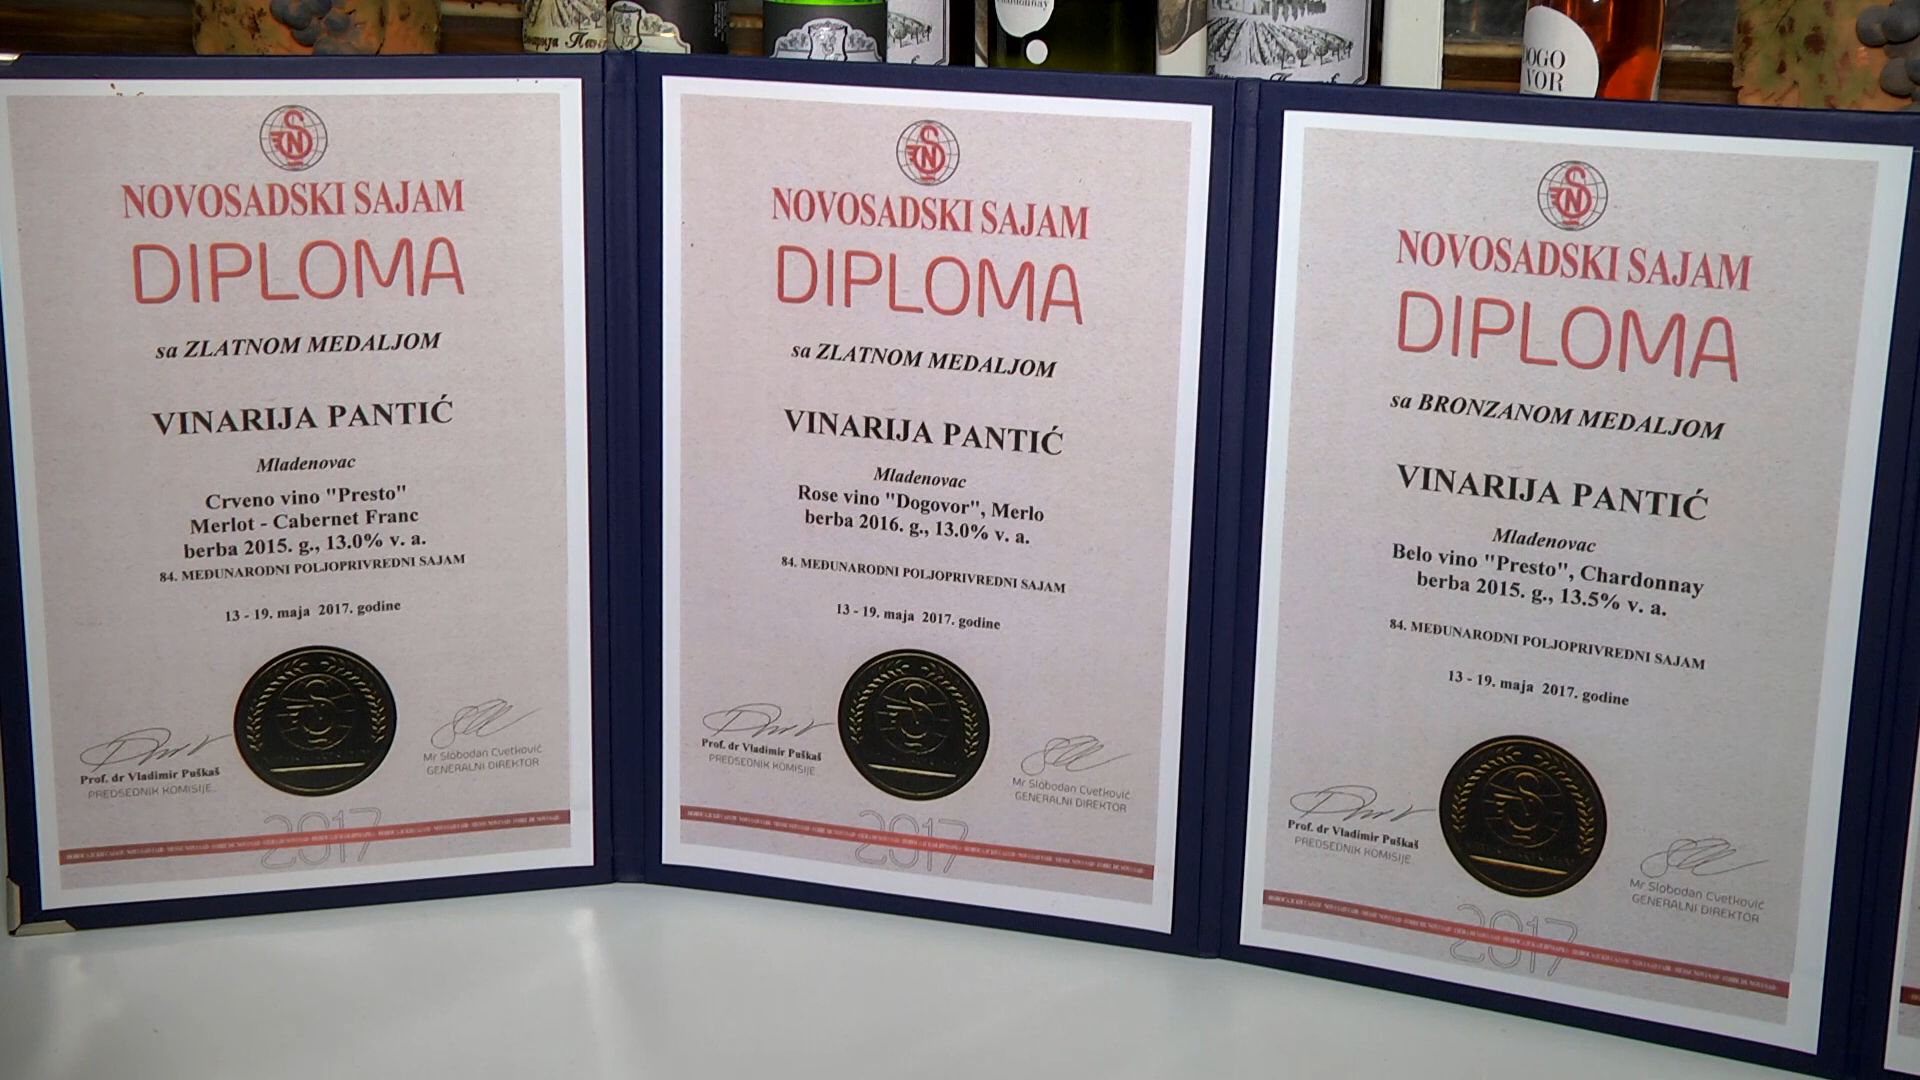 Chardonnay
DOGO
VOR
NOVOSADSKI SAJAM
DIPLOMA
sa ZLATNOM MEDALJOM
VINARIJA PANTIĆ
Mladenovac
Crveno vino "Presto"
Merlot - Cabernet Franc
berba 2015. g., 13.0% v. a.
84. MEĐUNARODNI POLJOPRIVREDNI SAJAM
13 - 19. maja 2017. godine
Prof. dr Vladimir Puškaš
PREDSEDNIK KOMISIJE
Mr Slobodan Cvetković
GENERALNI DIREKTOR
2017
NOVOSADSKI SAJAM
DIPLOMA
sa ZLATNOM MEDALJOM
VINARIJA PANTIĆ
Mladenovac
Rose vino "Dogovor", Merlo
berba 2016. g., 13.0% v. a.
84. MEĐUNARODNI POLJOPRIVREDNI SAJAM
13 - 19. maja 2017. godine
Prof. dr Vladimir Puškaš
PREDSEDNIK KOMISIJE
Mr Slobodan Cvetković
GENERALNI DIREKTOR
2017
NOVOSADSKI SAJAM
DIPLOMA
sa BRONZANOM MEDALJOM
VINARIJA PANTIĆ
Mladenovac
Belo vino "Presto", Chardonnay
berba 2015. g., 13.5% v. a.
84. MEĐUNARODNI POLJOPRIVREDNI SAJAM
13 - 19. maja 2017. godine
Prof. dr Vladimir Puškaš
PREDSEDNIK KOMISIJE
Mr Slobodan Cvetković
GENERALNI DIREKTOR
2017